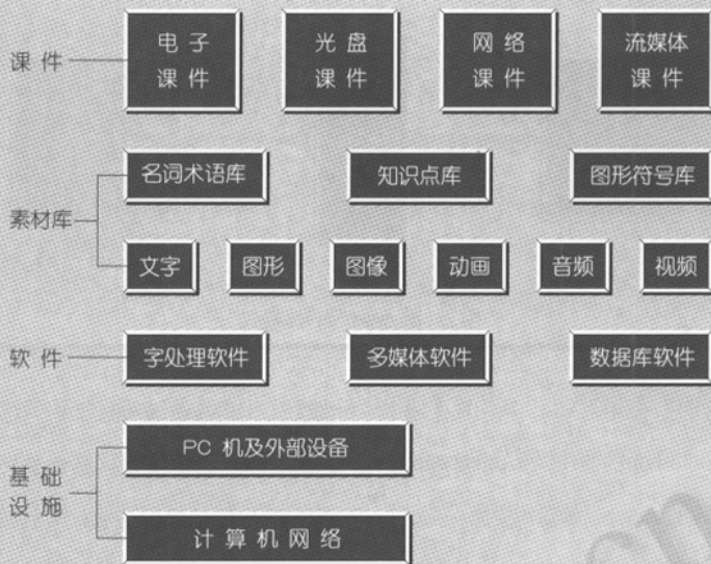 课件
电子 光盘 网络 流媒体
课件 课件 课件 课件
名词术语库 知识点库 图形符号库
素材库
文字 图形 图像 动画 音频 视频
软件 字处理软件 多媒体软件 数据库软件
PC 机及外部设备
基础
设施
计算机网络
cn